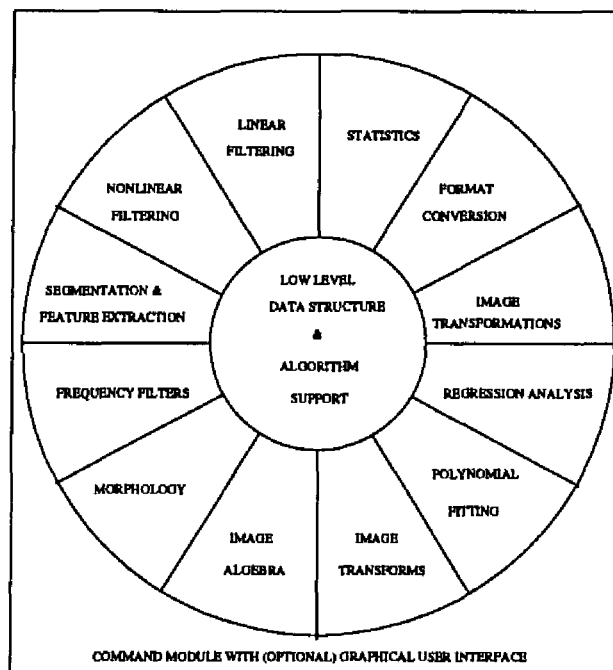 LINEAR
FILTERING
STATISTICS
NONLINEAR
FILTERING
FORMAT
CONVERSION
SEGMENTATION &
FEATURE EXTRACTION
LOW LEVEL
DATA STRUCTURE
&
ALGORITHM
SUPPORT
IMAGE
TRANSFORMATIONS
FREQUENCY FILTERS
REGRESSION ANALYSIS
MORPHOLOGY
POLYNOMIAL
FITTING
IMAGE
ALGEBRA
IMAGE
TRANSFORMS
COMMAND MODULE WITH (OPTIONAL) GRAPHICAL USER INTERFACE